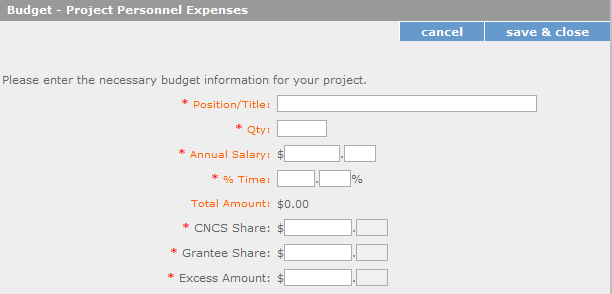 Budget - Project Personnel Expenses
cancel save & close
Please enter the necessary budget information for your project.
* Position/Title:
* Qty:
* Annual Salary: $ .
* % Time: . %
Total Amount: $0.00
* CNCS Share: $ .
* Grantee Share: $ .
* Excess Amount: $ .